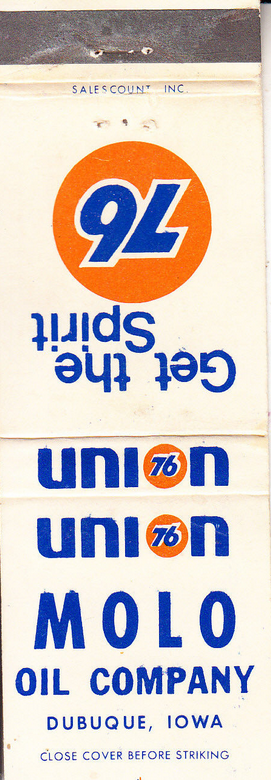 SALESCOUNT INC.
76
Get the
Spirit
union 76
union 76
MOLO
OIL COMPANY
DUBUQUE, IOWA
CLOSE COVER BEFORE STRIKING